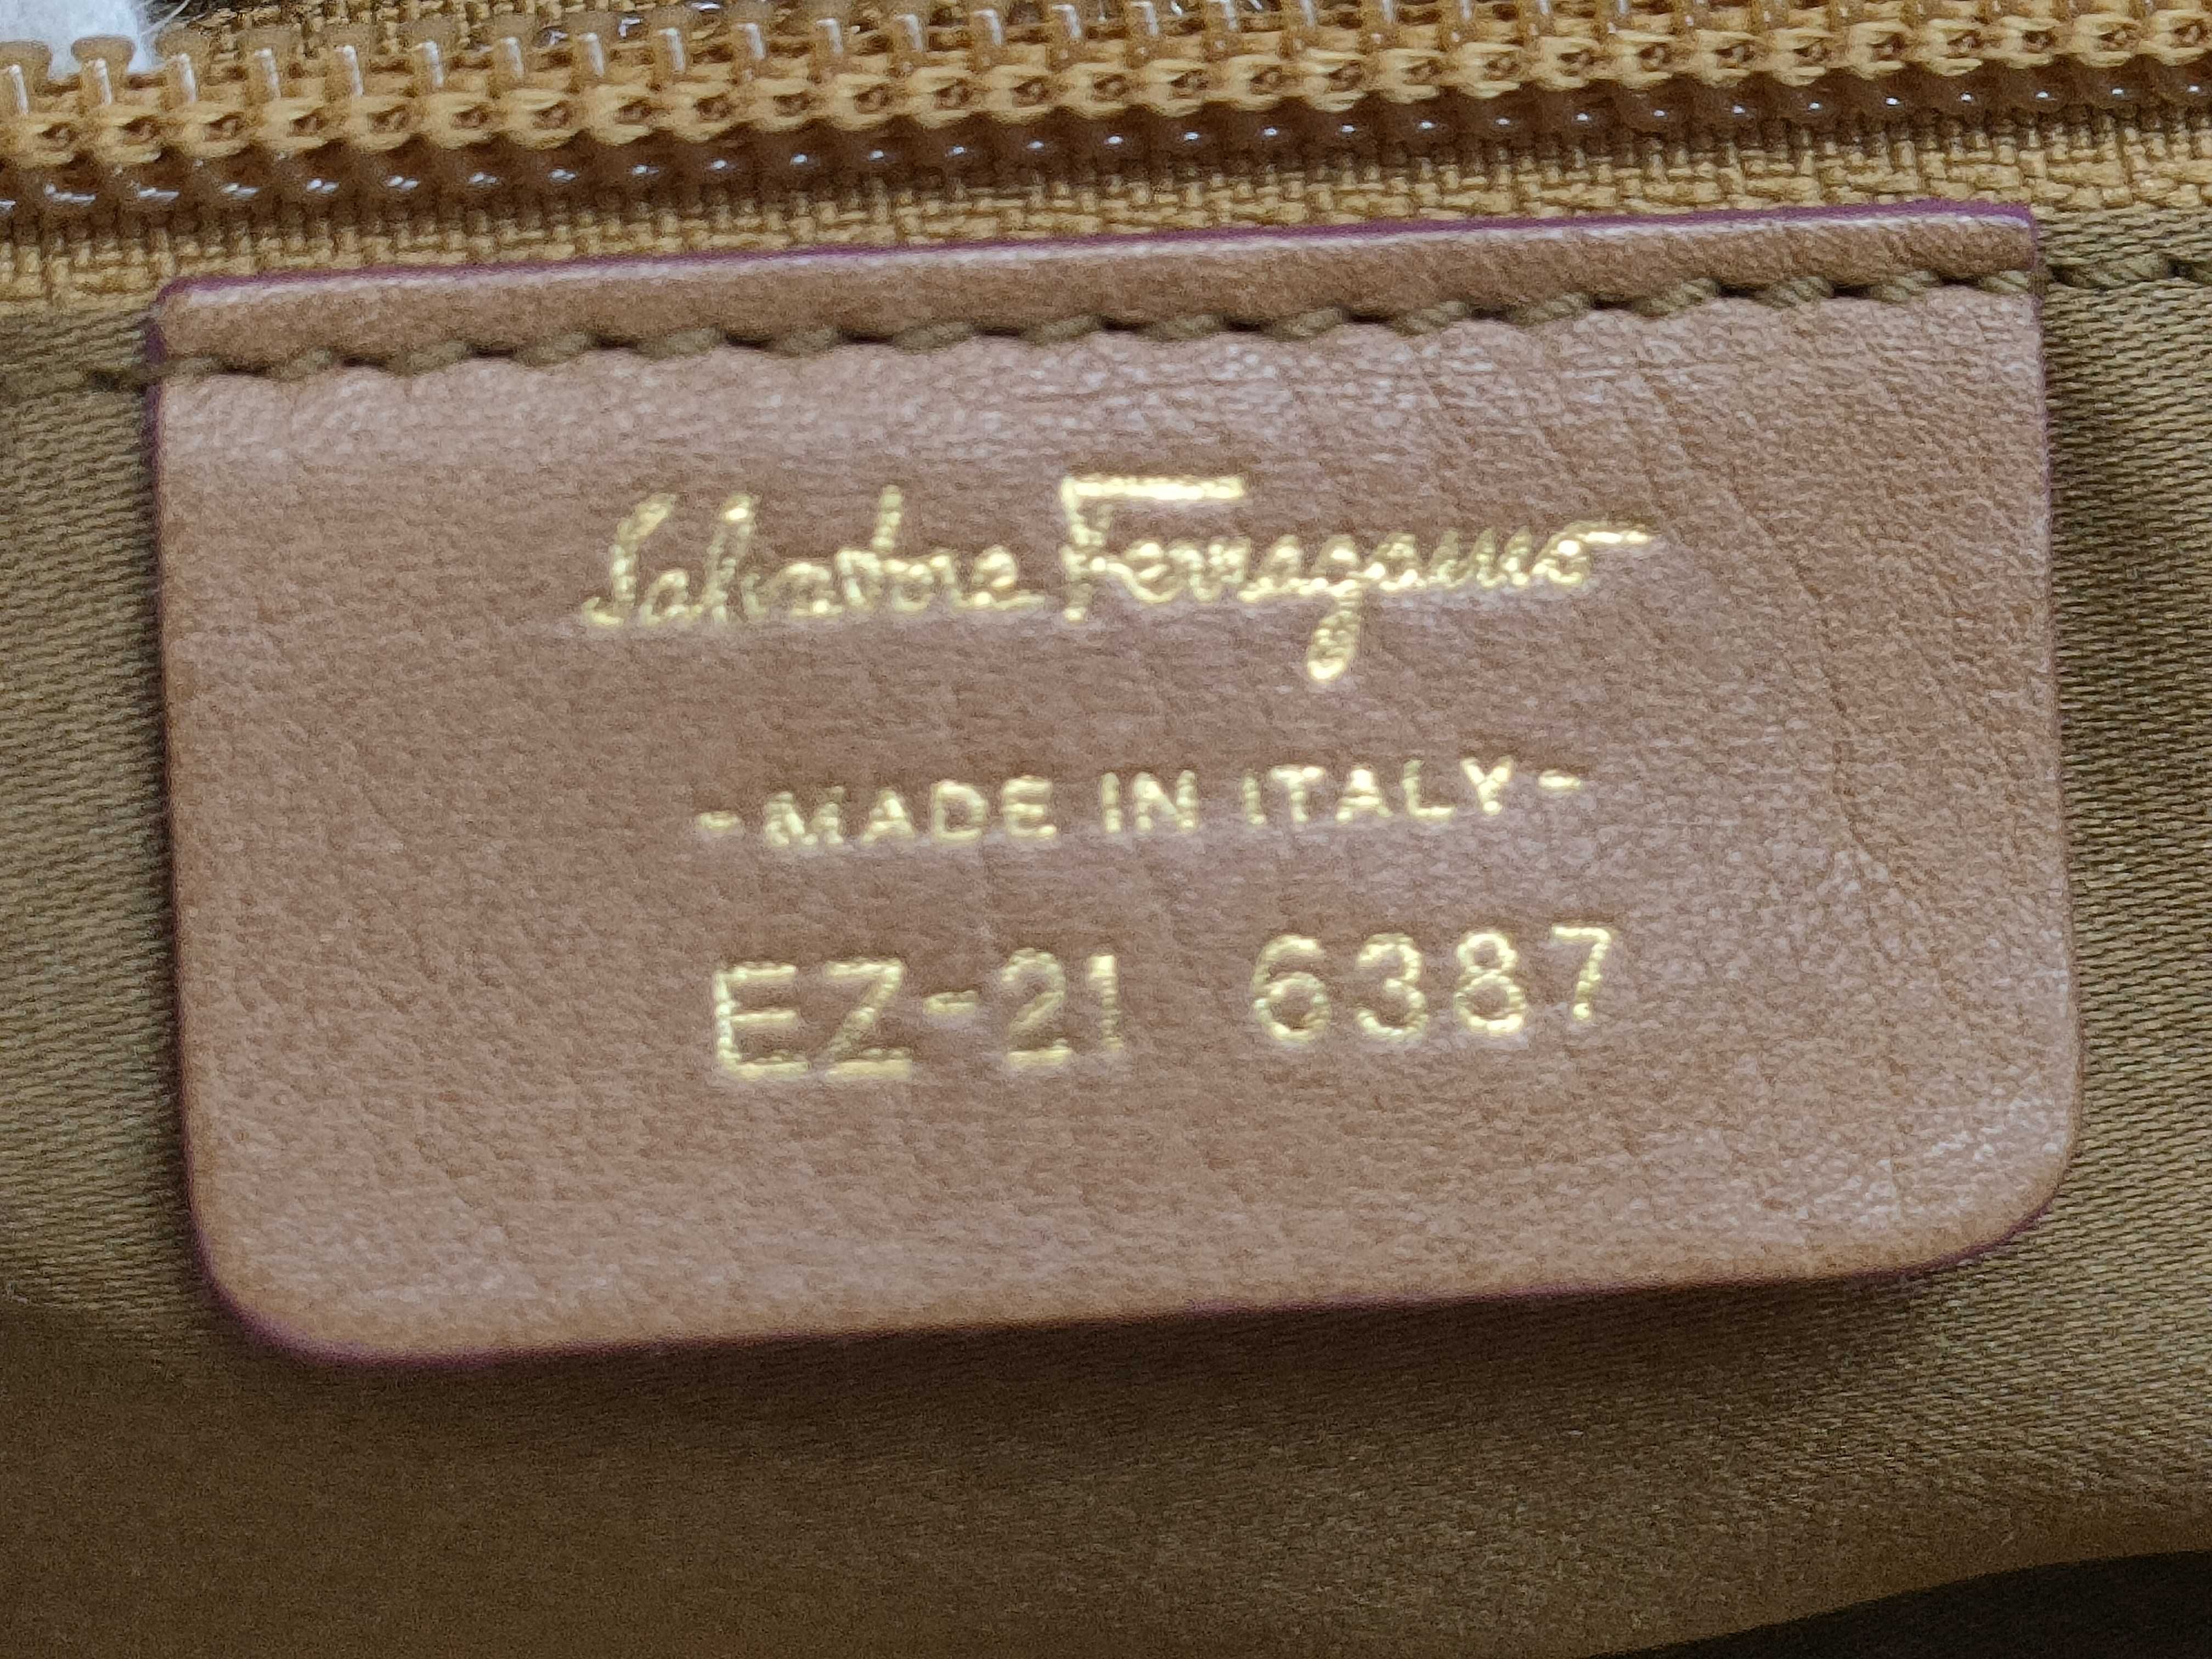 Salvatore Ferragamo
-MADE IN ITALY-
EZ-21 6387